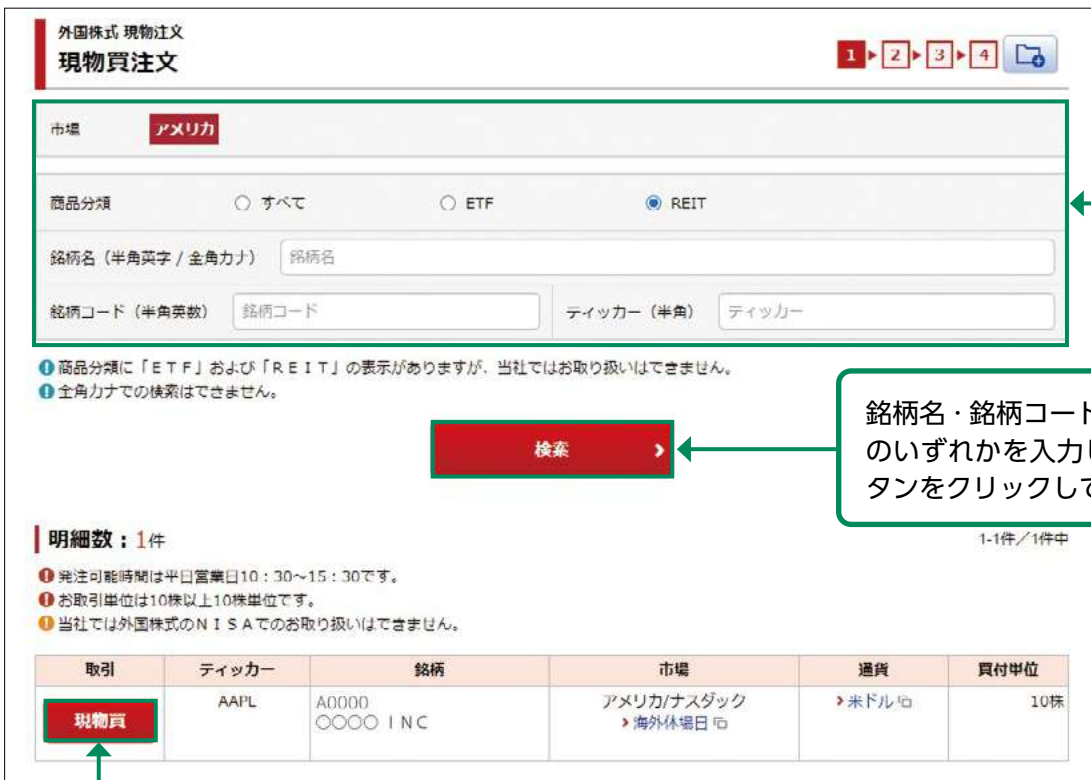 外国株式 現物注文
現物買注文
1 2 3 4
市場 アメリカ
商品分類 すべて ETF REIT
銘柄名（半角英字 / 全角カナ） 銘柄名
銘柄コード（半角英数） 銘柄コード ティッカー（半角） ティッカー
商品分類に「ＥＴＦ」および「ＲＥＩＴ」の表示がありますが、当社ではお取り扱いはできません。
全角カナでの検索はできません。
銘柄名・銘柄コード
のいずれかを入力し
タンをクリックして
検索
明細数：1件
1-1件／1件中
発注可能時間は平日営業日10：30～15：30です。
お取引単位は10株以上10株単位です。
当社では外国株式のＮＩＳＡでのお取り扱いはできません。
取引 ティッカー 銘柄 市場 通貨 買付単位
現物買 AAPL A0000 アメリカ/ナスダック 米ドル 10株
○○○○ ＩＮＣ 海外休場日